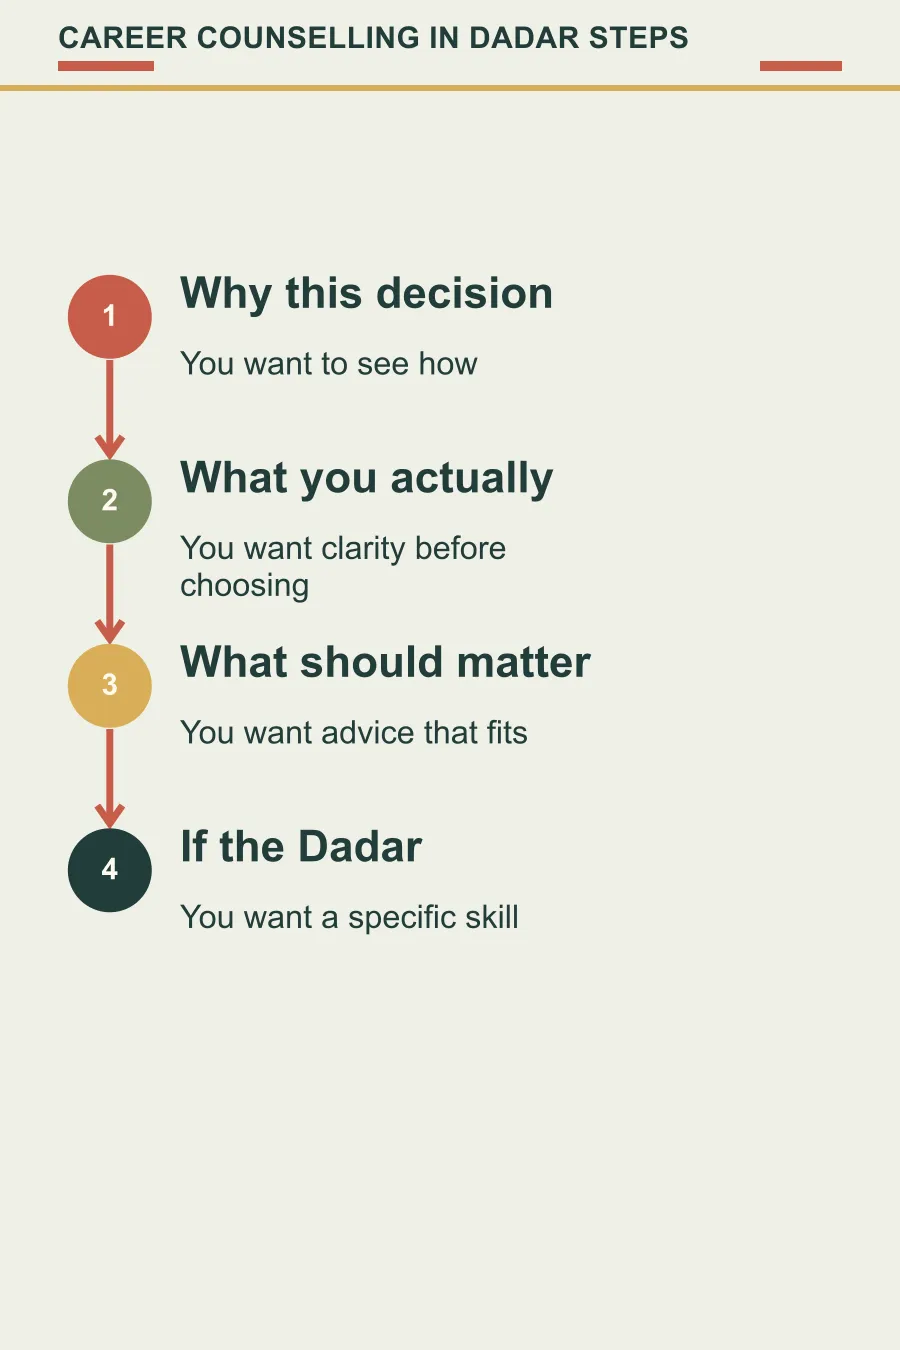 CAREER COUNSELLING IN DADAR STEPS
1
Why this decision
You want to see how
2
What you actually
You want clarity before
choosing
3
What should matter
You want advice that fits
4
If the Dadar
You want a specific skill